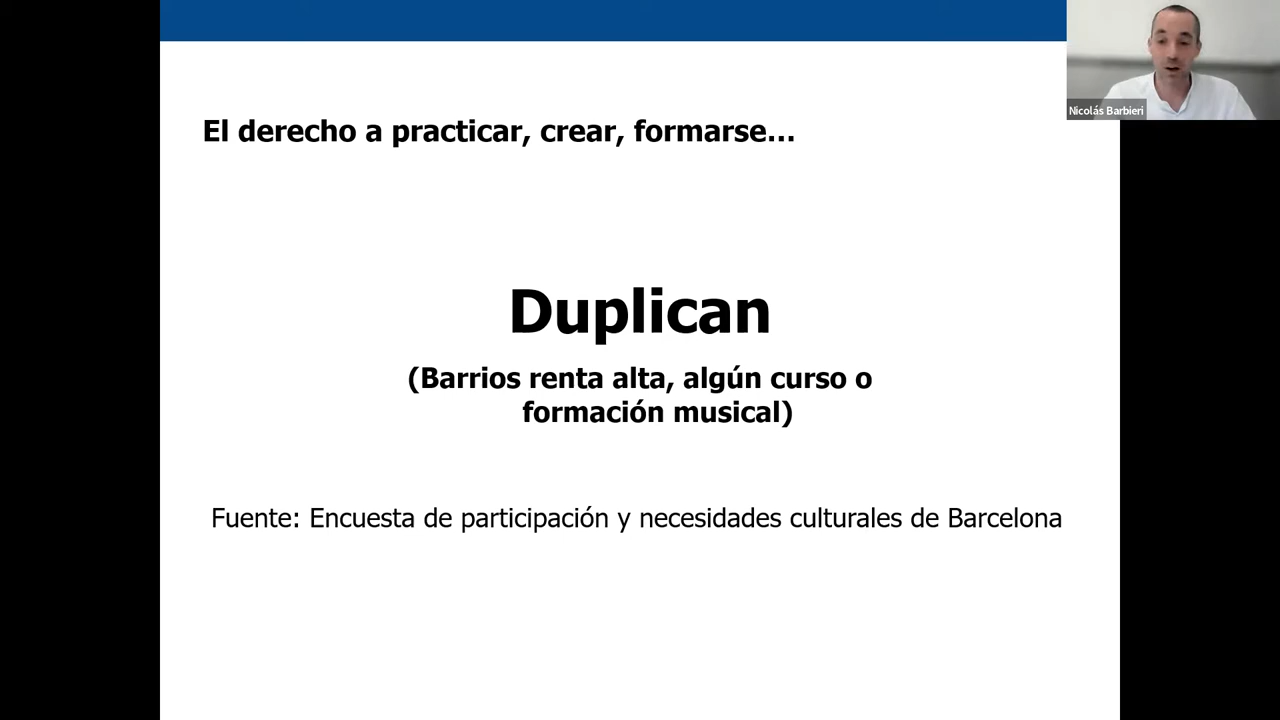 Nicolás Barbieri
El derecho a practicar, crear, formarse...
Duplican
(Barrios renta alta, algún curso o
formación musical)
Fuente: Encuesta de participación y necesidades culturales de Barcelona